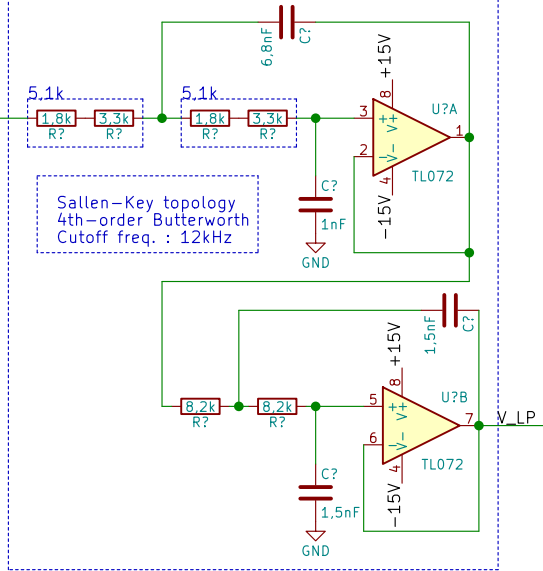 6,8nF
C?
+15V
5,1k
5,1k
1,8k
3,3k
1,8k
3,3k
R?
R?
R?
R?
8
U?A
3
+
V+
1
2
-
V-
4
TL072
-15V
Sallen-Key topology
4th-order Butterworth
Cutoff freq. : 12kHz
C?
1nF
GND
1,5nF
C?
+15V
8
U?B
8,2k
8,2k
R?
R?
5
+
V+
7
V_LP
6
-
V-
4
TL072
-15V
C?
1,5nF
GND